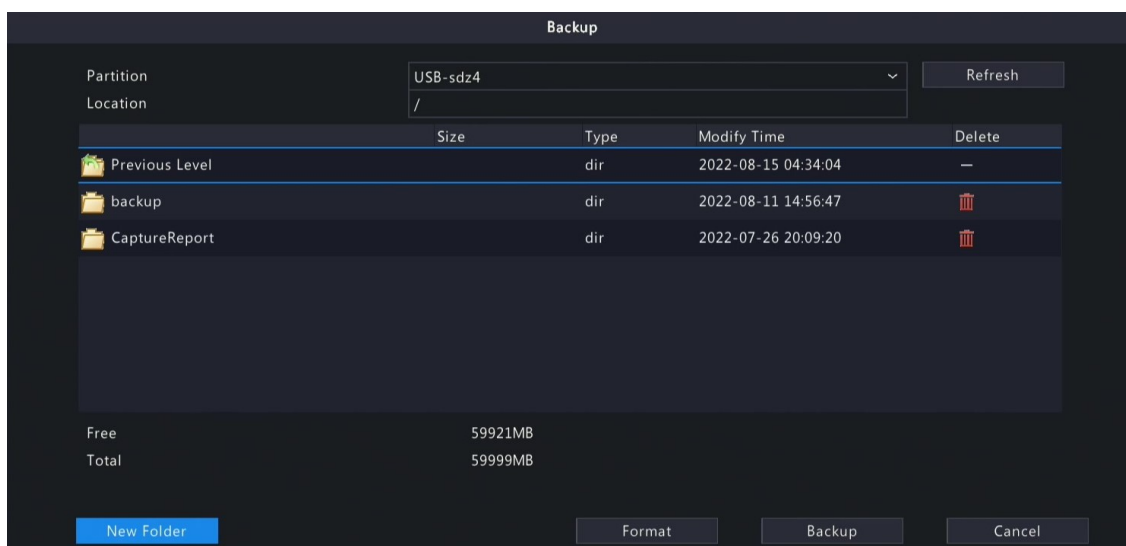 Backup
Partition USB-sdz4 Refresh
Location /
Size Type Modify Time Delete
Previous Level dir 2022-08-15 04:34:04 —
backup dir 2022-08-11 14:56:47
CaptureReport dir 2022-07-26 20:09:20
Free 59921MB
Total 59999MB
New Folder Format Backup Cancel